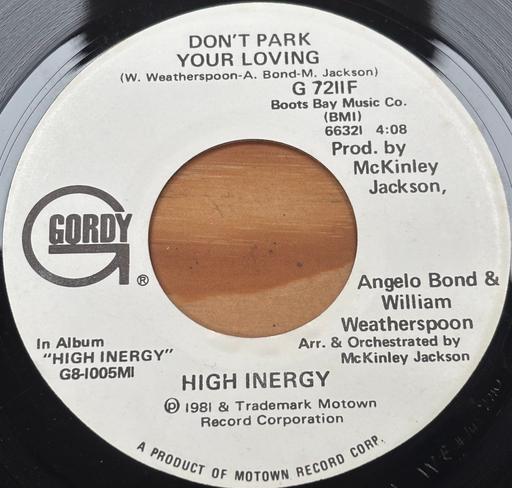 DON'T PARK
YOUR LOVING
(W. Weatherspoon-A. Bond-M. Jackson)
G 7211F
Boots Bay Music Co.
(BMI)
66321 4:08
Prod. by
McKinley
Jackson,
GORDY
®
Angelo Bond &
William
Weatherspoon
Arr. & Orchestrated by
McKinley Jackson
In Album
"HIGH INERGY"
G8-1005M1
HIGH INERGY
℗ 1981 & Trademark Motown
Record Corporation
A PRODUCT OF MOTOWN RECORD CORP.